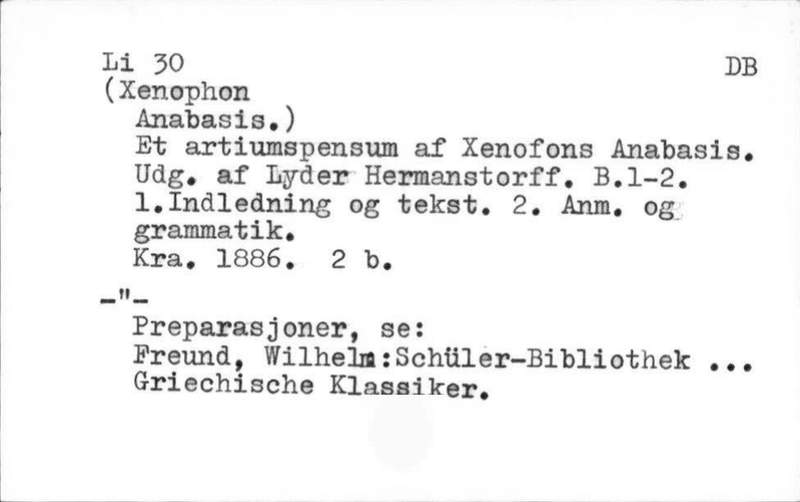 Li 30 DB
(Xenophon
Anabasis.)
Et artiumspensum af Xenofons Anabasis.
Udg. af Lyder Hermanstorff. B.1-2.
1.Indledning og tekst. 2. Anm. og
grammatik.
Kra. 1886. 2 b.
_"_
Preparasjoner, se:
Freund, Wilhelm:Schüler-Bibliothek ...
Griechische Klassiker.